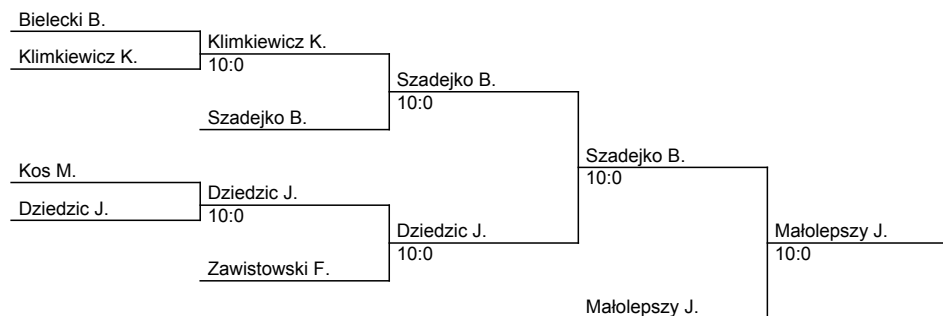 Bielecki B.
Klimkiewicz K.
Klimkiewicz K.
10:0
Szadejko B.
10:0
Szadejko B.
Szadejko B.
10:0
Kos M.
Dziedzic J.
Dziedzic J.
10:0
Dziedzic J.
10:0
Zawistowski F.
Małolepszy J.
10:0
Małolepszy J.